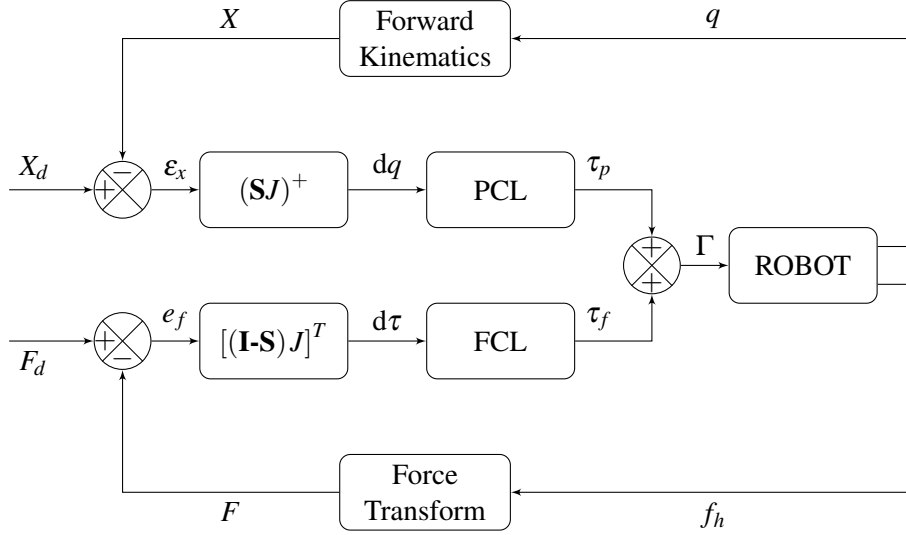 X
Forward
Kinematics
q
X_d
+
−
ε_x
(SJ)^+
dq
PCL
τ_p
+
+
Γ
ROBOT
F_d
+
−
e_f
[(I-S) J]^T
dτ
FCL
τ_f
F
Force
Transform
f_h